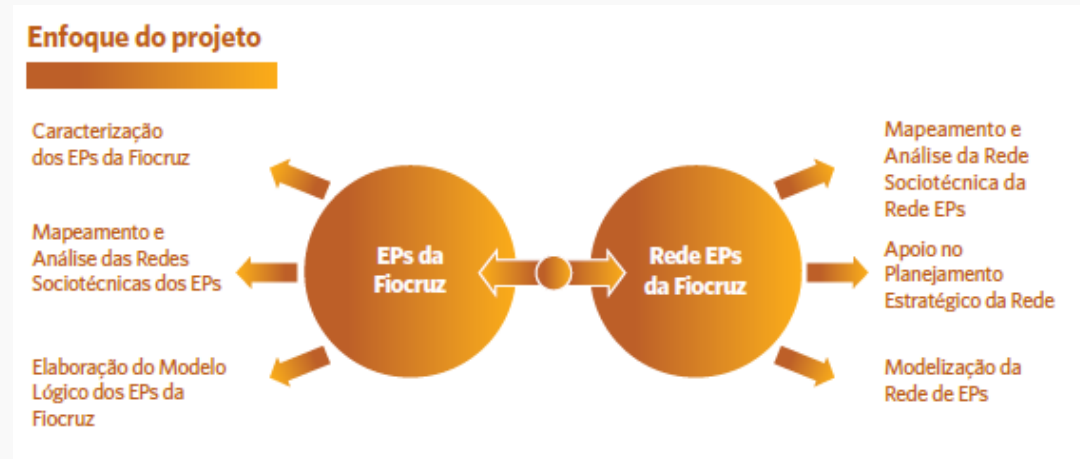 Enfoque do projeto
Caracterização
dos EPs da Fiocruz
Mapeamento e
Análise das Redes
Sociotécnicas dos EPs
Elaboração do Modelo
Lógico dos EPs da
Fiocruz
EPs da
Fiocruz
Rede EPs
da Fiocruz
Mapeamento e
Análise da Rede
Sociotécnica da
Rede EPs
Apoio no
Planejamento
Estratégico da Rede
Modelização da
Rede de EPs